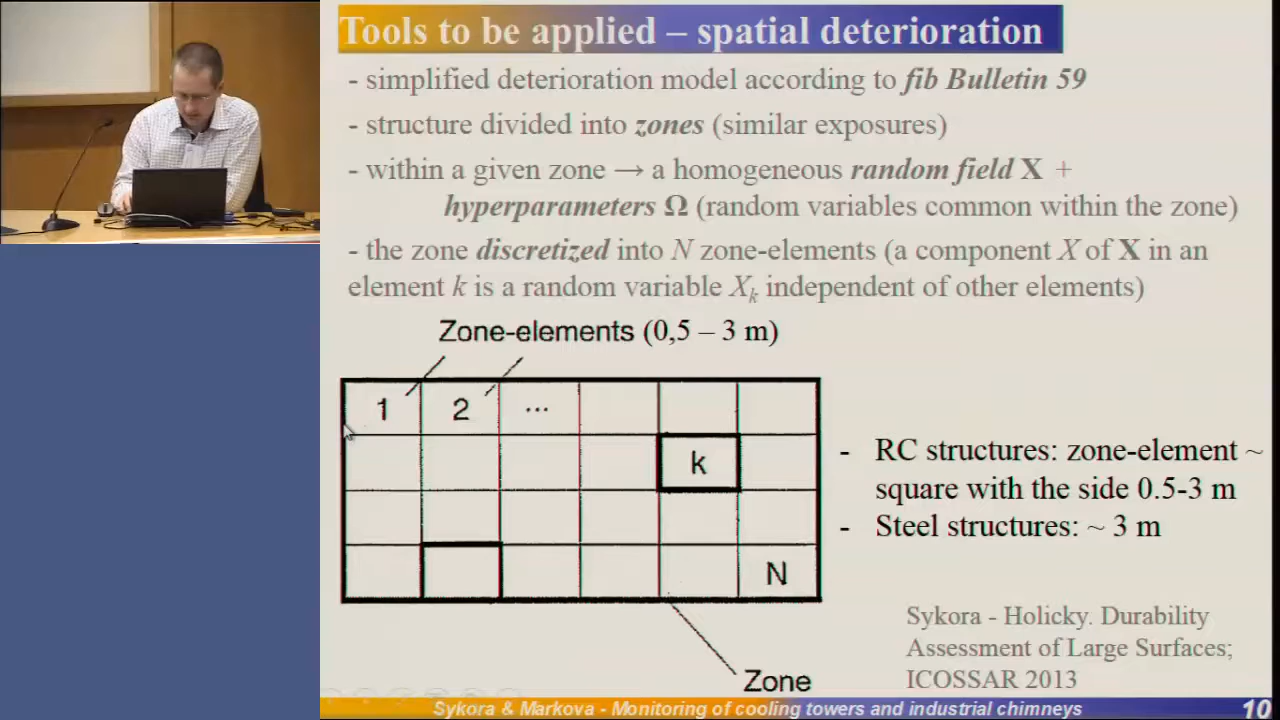 Tools to be applied – spatial deterioration
- simplified deterioration model according to fib Bulletin 59
- structure divided into zones (similar exposures)
- within a given zone → a homogeneous random field X +
hyperparameters Ω (random variables common within the zone)
- the zone discretized into N zone-elements (a component X of X in an
element k is a random variable Xk independent of other elements)
Zone-elements (0,5 – 3 m)
1 2 ...
k
N
Zone
- RC structures: zone-element ~
square with the side 0.5-3 m
- Steel structures: ~ 3 m
Sykora - Holicky. Durability
Assessment of Large Surfaces;
ICOSSAR 2013
Sykora & Markova - Monitoring of cooling towers and industrial chimneys 10